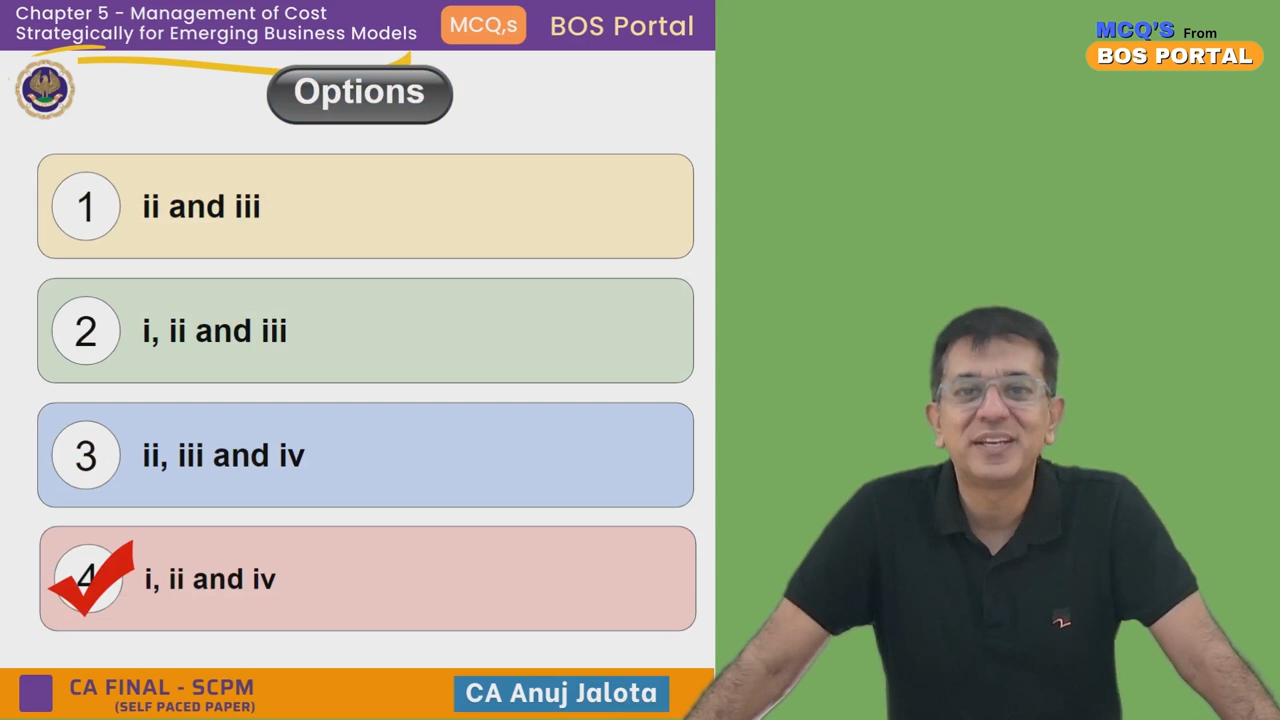 Chapter 5 - Management of Cost
Strategically for Emerging Business Models
MCQ,s
BOS Portal
MCQ'S From
BOS PORTAL
Options
1 ii and iii
2 i, ii and iii
3 ii, iii and iv
4 i, ii and iv
CA FINAL - SCPM
(SELF PACED PAPER)
CA Anuj Jalota